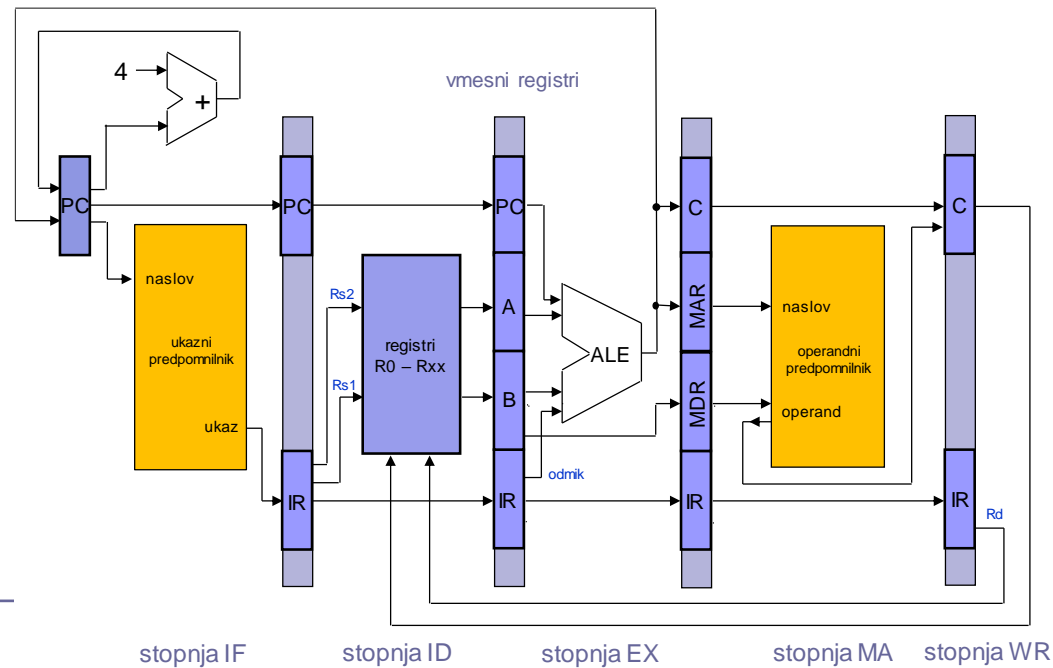 4
+
vmesni registri
PC
PC
PC
C
C
naslov
ukazni
predpomnilnik
ukaz
Rs2
Rs1
registri
R0 – Rxx
A
B
ALE
MAR
MDR
naslov
operandni
predpomnilnik
operand
odmik
IR
IR
IR
IR
Rd
stopnja IF
stopnja ID
stopnja EX
stopnja MA
stopnja WR